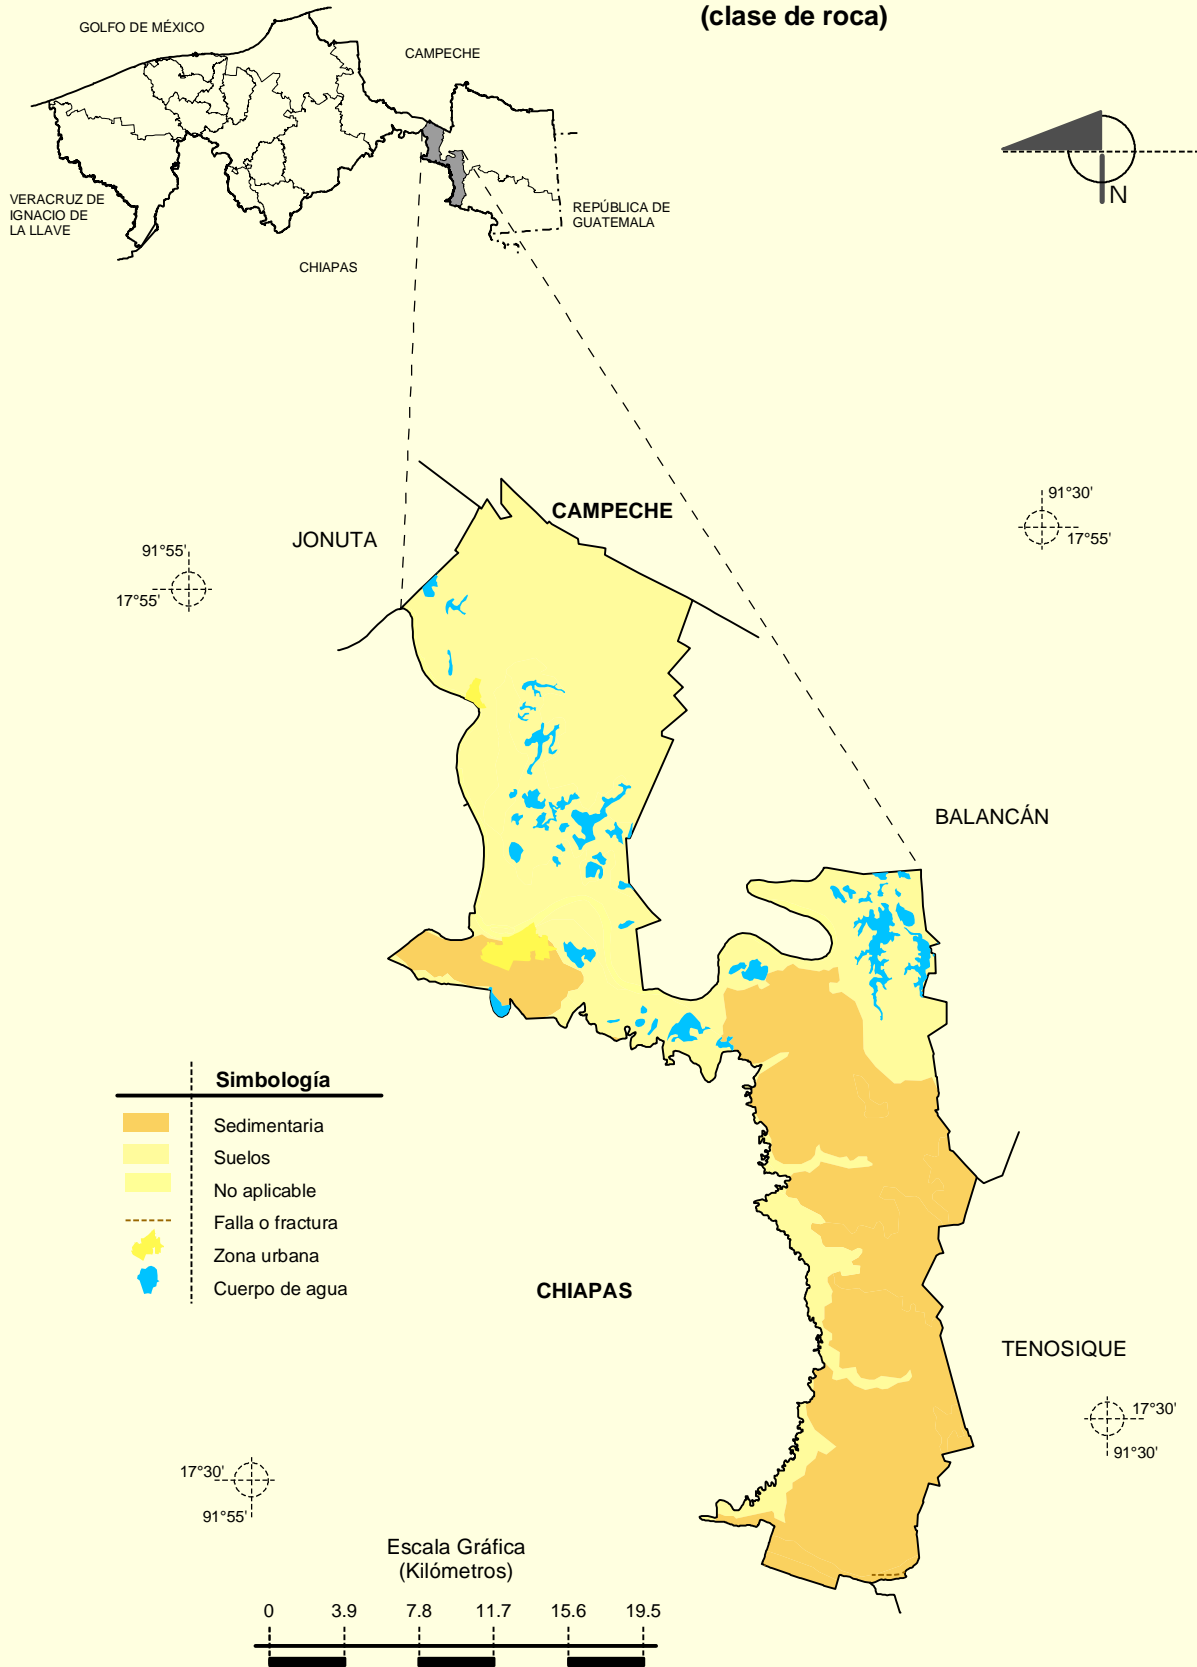 (clase de roca)
GOLFO DE MÉXICO
CAMPECHE
VERACRUZ DE
IGNACIO DE
LA LLAVE
REPÚBLICA DE
GUATEMALA
CHIAPAS
N
91°30'
17°55'
CAMPECHE
JONUTA
91°55'
17°55'
BALANCÁN
Simbología
Sedimentaria
Suelos
No aplicable
Falla o fractura
Zona urbana
Cuerpo de agua
CHIAPAS
TENOSIQUE
17°30'
91°30'
17°30'
91°55'
Escala Gráfica
(Kilómetros)
0 3.9 7.8 11.7 15.6 19.5